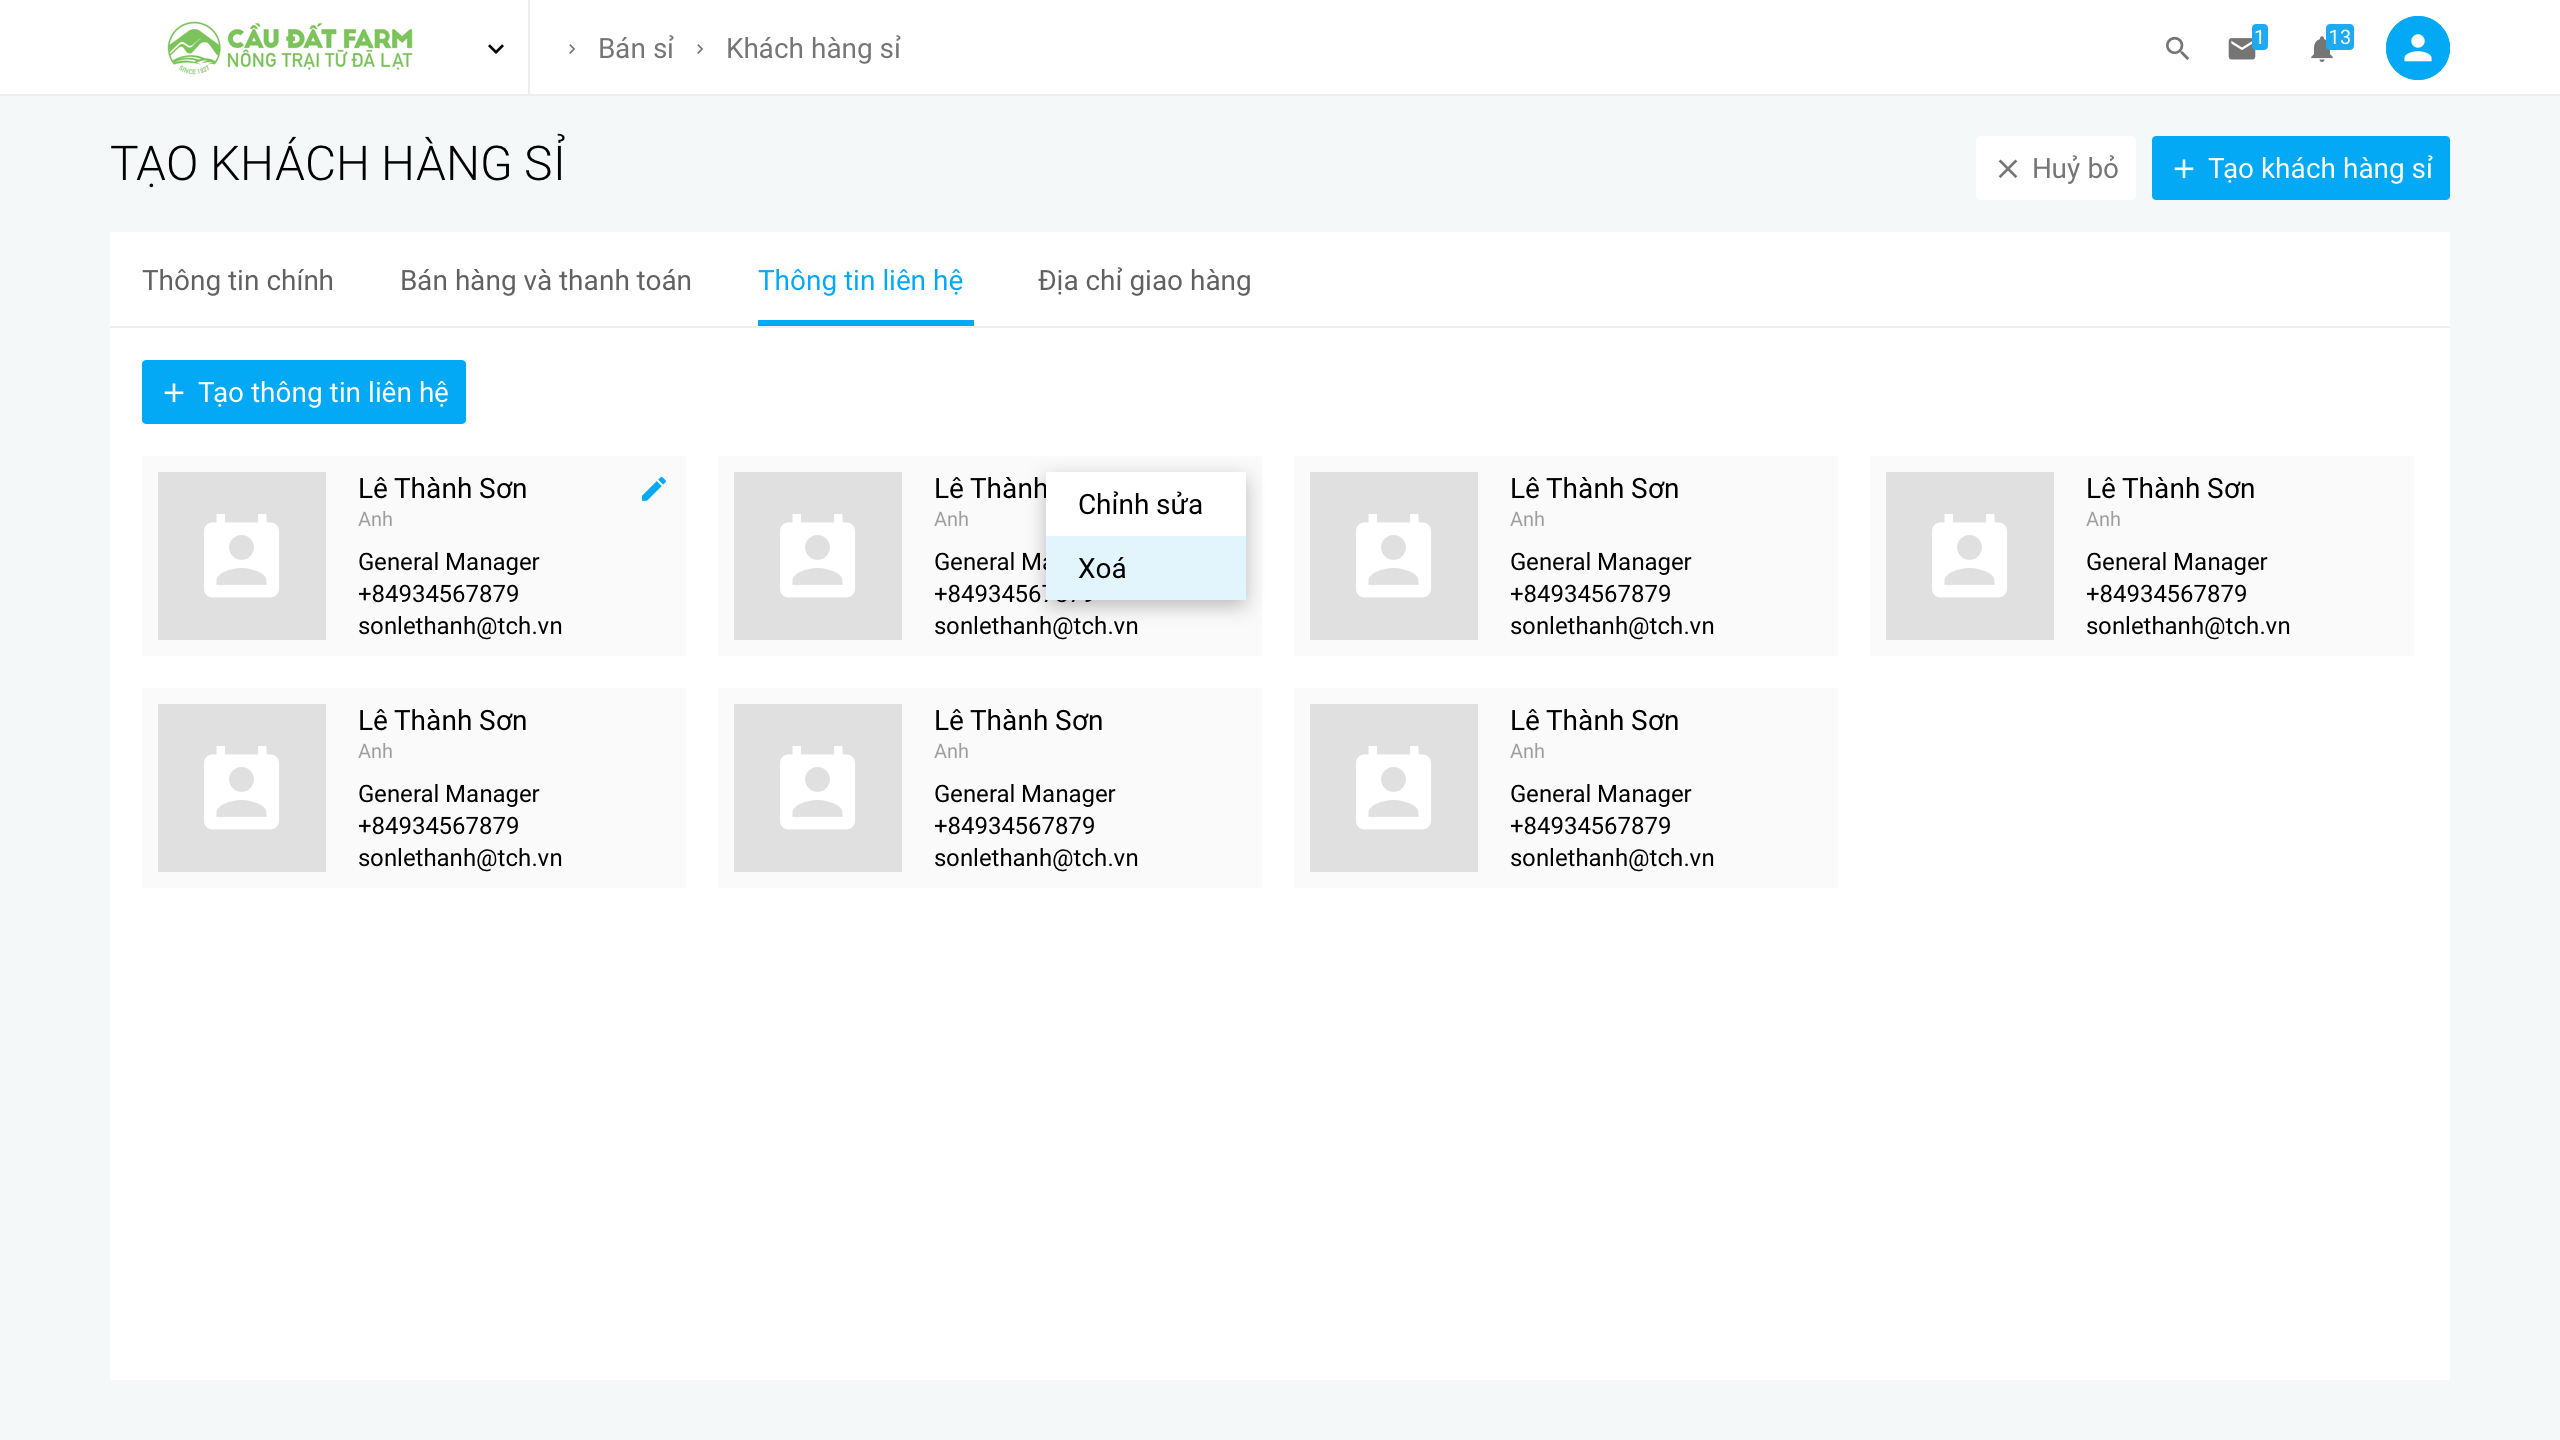 CẦU ĐẤT FARM
NÔNG TRẠI TỪ ĐÀ LẠT
SINCE 1927
Bán sỉ
Khách hàng sỉ
1
13
TẠO KHÁCH HÀNG SỈ
Huỷ bỏ
Tạo khách hàng sỉ
Thông tin chính
Bán hàng và thanh toán
Thông tin liên hệ
Địa chỉ giao hàng
Tạo thông tin liên hệ
Lê Thành Sơn
Anh
General Manager
+84934567879
sonlethanh@tch.vn
Lê Thành
Anh
General Ma
+84934567879
sonlethanh@tch.vn
Chỉnh sửa
Xoá
Lê Thành Sơn
Anh
General Manager
+84934567879
sonlethanh@tch.vn
Lê Thành Sơn
Anh
General Manager
+84934567879
sonlethanh@tch.vn
Lê Thành Sơn
Anh
General Manager
+84934567879
sonlethanh@tch.vn
Lê Thành Sơn
Anh
General Manager
+84934567879
sonlethanh@tch.vn
Lê Thành Sơn
Anh
General Manager
+84934567879
sonlethanh@tch.vn